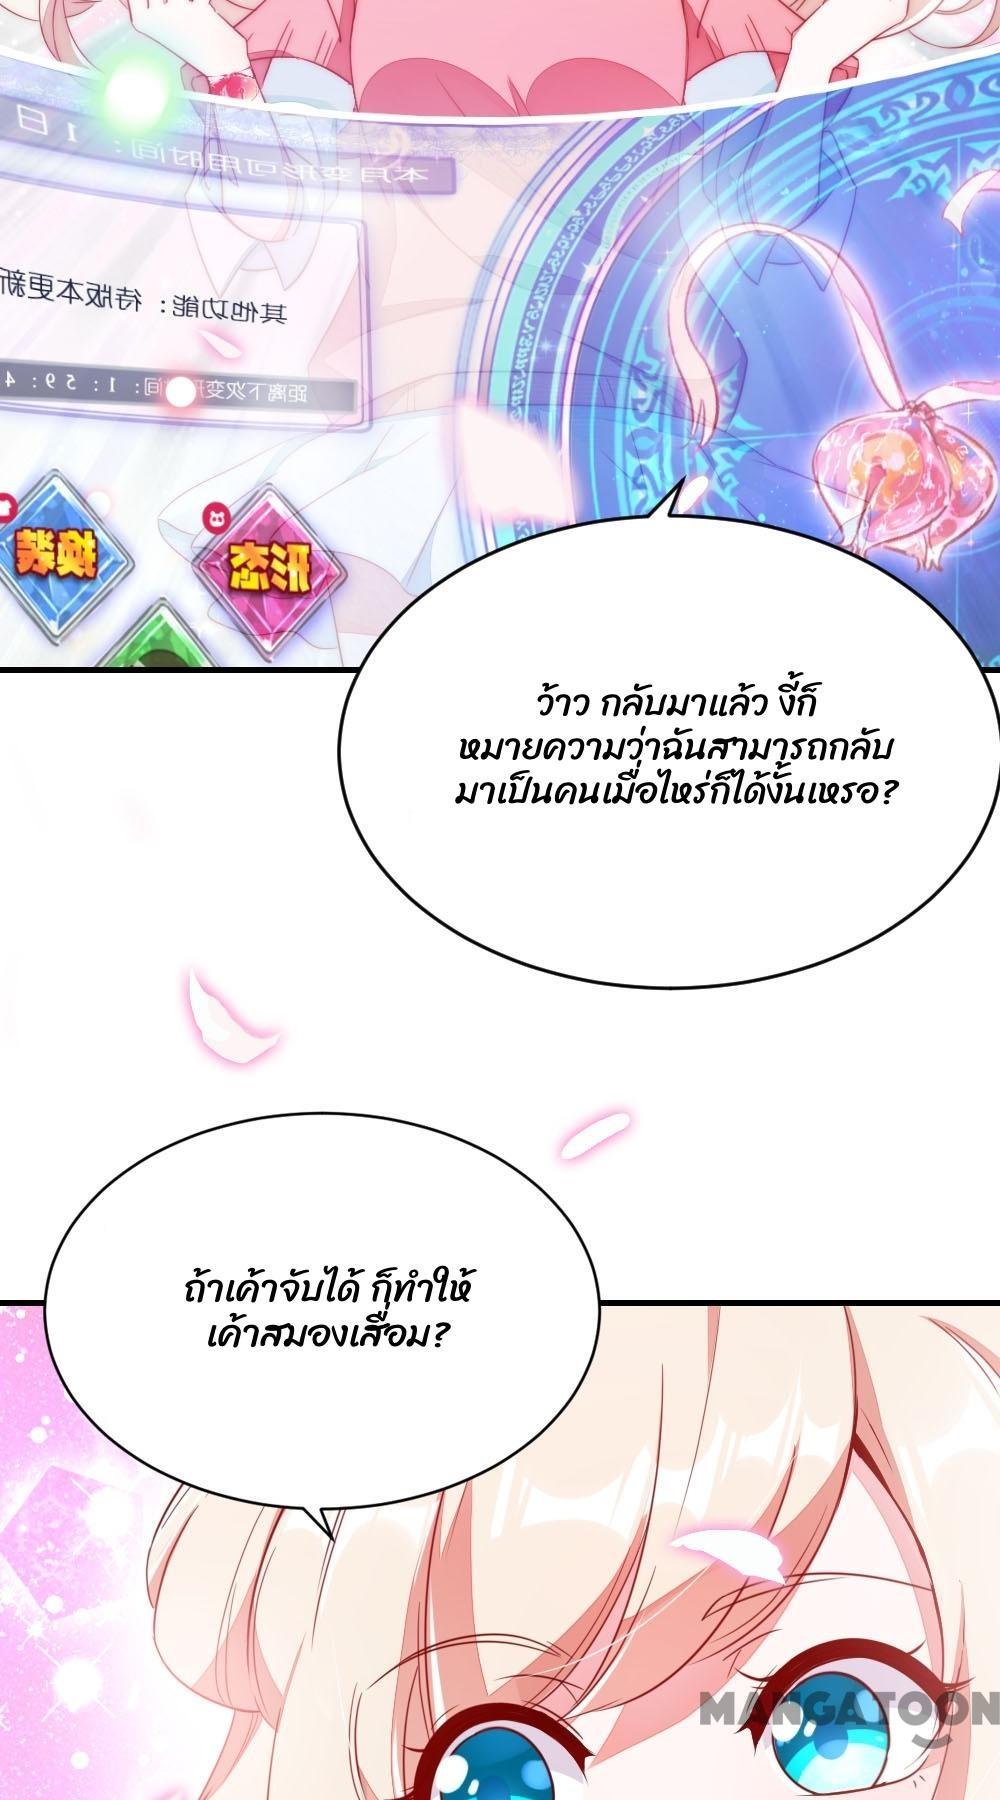 本月变形可用时间：1日
其他功能：待版本更新
距离下次变形时间：1：59：4
换装
形态
ว้าว กลับมาแล้ว งี้ก็
หมายความว่าฉันสามารถกลับ
มาเป็นคนเมื่อไหร่ก็ได้งั้นเหรอ?
ถ้าเค้าจับได้ ก็ทำให้
เค้าสมองเสื่อม?
MANGATOON